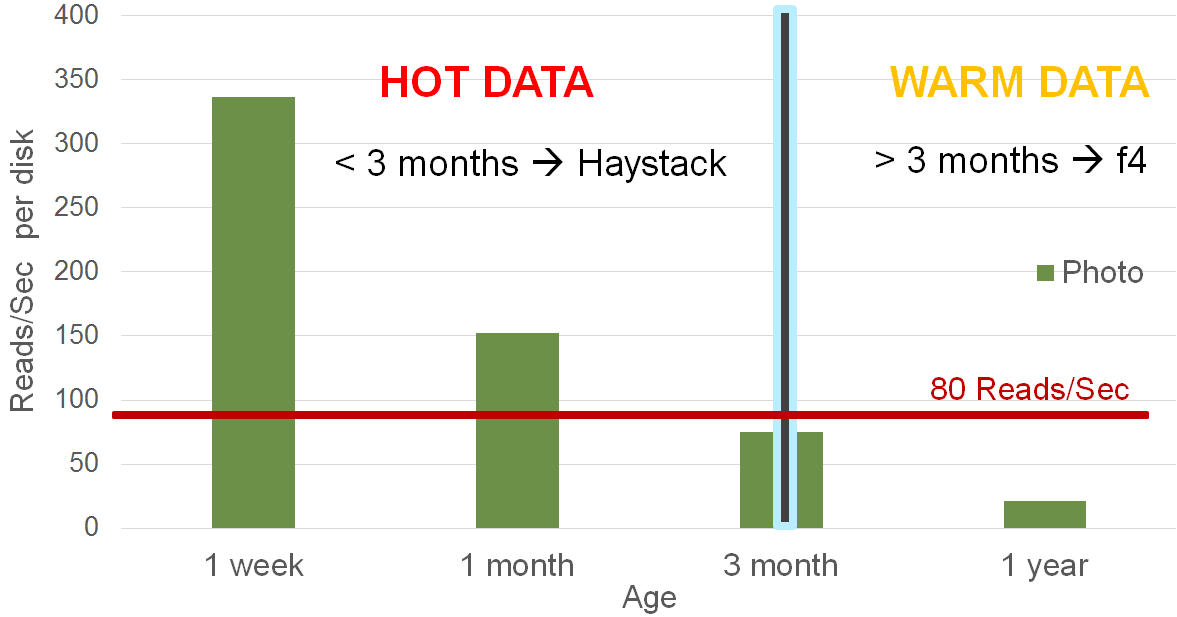 400
350
300
250
200
150
100
50
0
Reads/Sec per disk
HOT DATA
< 3 months → Haystack
WARM DATA
> 3 months → f4
Photo
80 Reads/Sec
1 week
1 month
3 month
1 year
Age